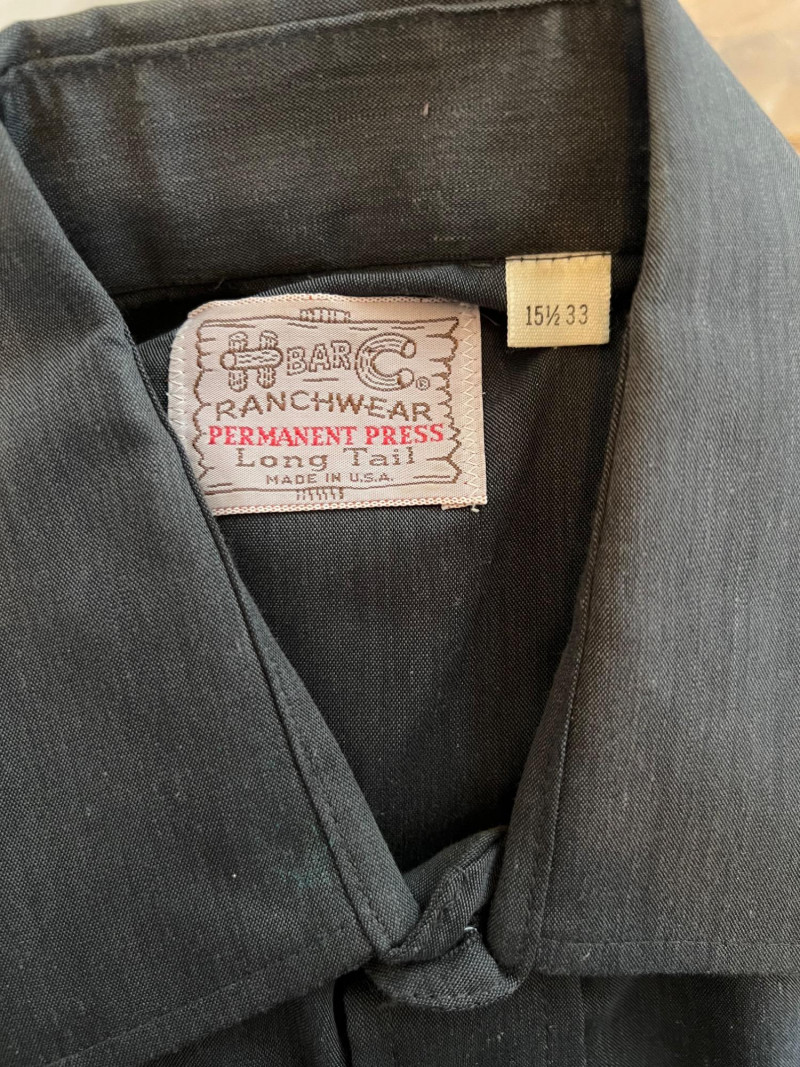 H BAR C®
RANCHWEAR
PERMANENT PRESS
Long Tail
MADE IN U.S.A.
15½ 33